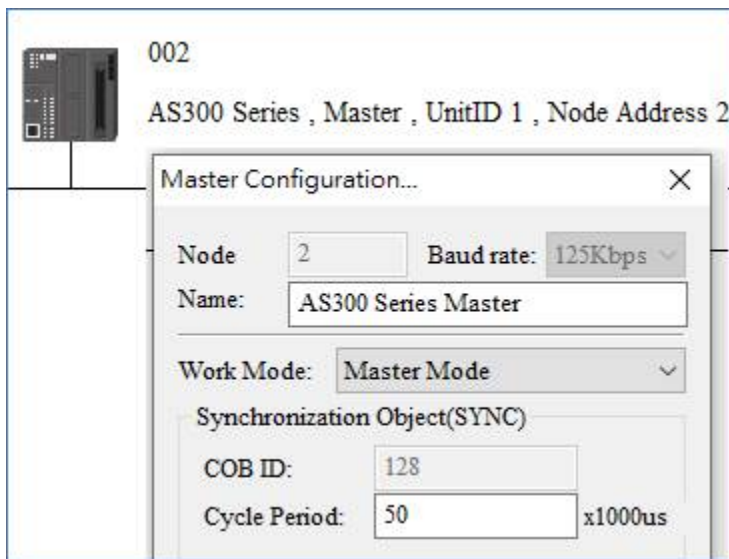 002
AS300 Series , Master , UnitID 1 , Node Address 2
Master Configuration...
Node 2 Baud rate: 125Kbps
Name: AS300 Series Master
Work Mode: Master Mode
Synchronization Object(SYNC)
COB ID: 128
Cycle Period: 50 x1000us